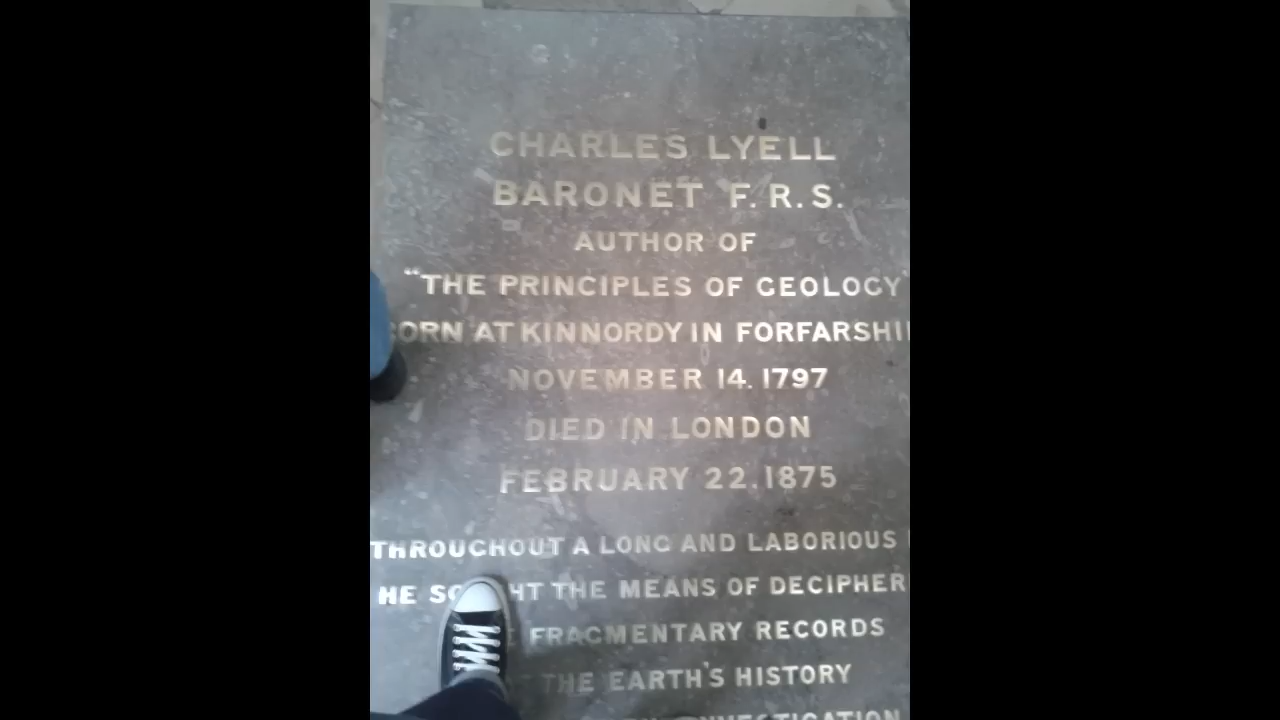 CHARLES LYELL
BARONET F.R.S.
AUTHOR OF
"THE PRINCIPLES OF GEOLOGY"
BORN AT KINNORDY IN FORFARSHI
NOVEMBER 14. 1797
DIED IN LONDON
FEBRUARY 22. 1875
THROUGHOUT A LONG AND LABORIOUS
HE SO HT THE MEANS OF DECIPHER
FRAGMENTARY RECORDS
THE EARTH'S HISTORY
INVESTIGATION